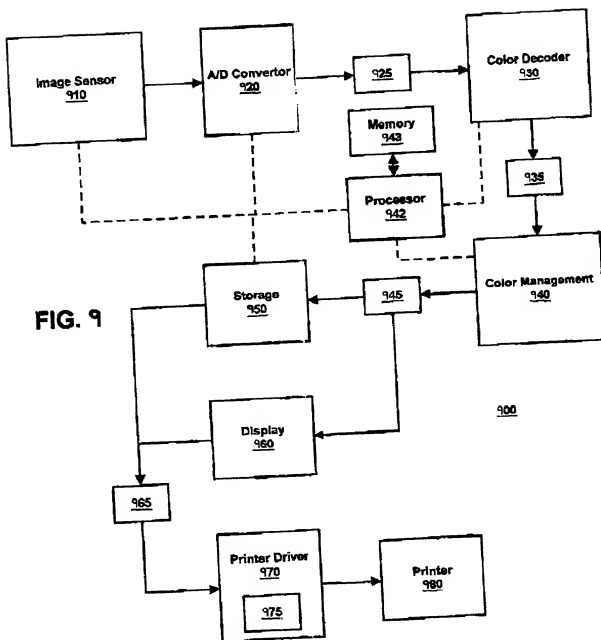 Image Sensor
910
A/D Convertor
920
925
Color Decoder
930
Memory
943
Processor
942
935
Color Management
940
945
Storage
950
FIG. 9
900
Display
960
965
Printer Driver
970
975
Printer
980